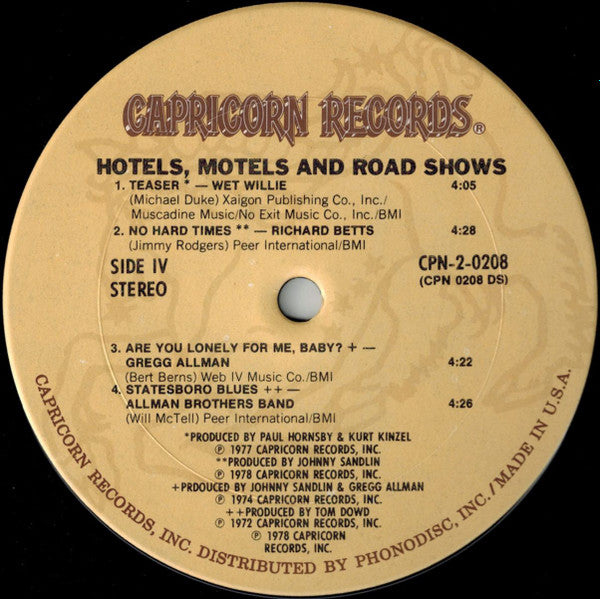 CAPRICORN RECORDS®
HOTELS, MOTELS AND ROAD SHOWS
1. TEASER * — WET WILLIE 4:05
(Michael Duke) Xaigon Publishing Co., Inc./
Muscadine Music/No Exit Music Co., Inc./BMI
2. NO HARD TIMES ** — RICHARD BETTS 4:28
(Jimmy Rodgers) Peer International/BMI
SIDE IV CPN-2-0208
STEREO (CPN 0208 DS)
3. ARE YOU LONELY FOR ME, BABY? + —
GREGG ALLMAN 4:22
(Bert Berns) Web IV Music Co./BMI
4. STATESBORO BLUES ++ —
ALLMAN BROTHERS BAND 4:26
(Will McTell) Peer International/BMI
*PRODUCED BY PAUL HORNSBY & KURT KINZEL
℗ 1977 CAPRICORN RECORDS, INC.
**PRODUCED BY JOHNNY SANDLIN
℗ 1978 CAPRICORN RECORDS, INC.
+PRDOUCED BY JOHNNY SANDLIN & GREGG ALLMAN
℗ 1974 CAPRICORN RECORDS, INC.
++PRODUCED BY TOM DOWD
℗ 1972 CAPRICORN RECORDS, INC.
℗ 1978 CAPRICORN
RECORDS, INC.
CAPRICORN RECORDS, INC. DISTRIBUTED BY PHONODISC, INC./MADE IN U.S.A.